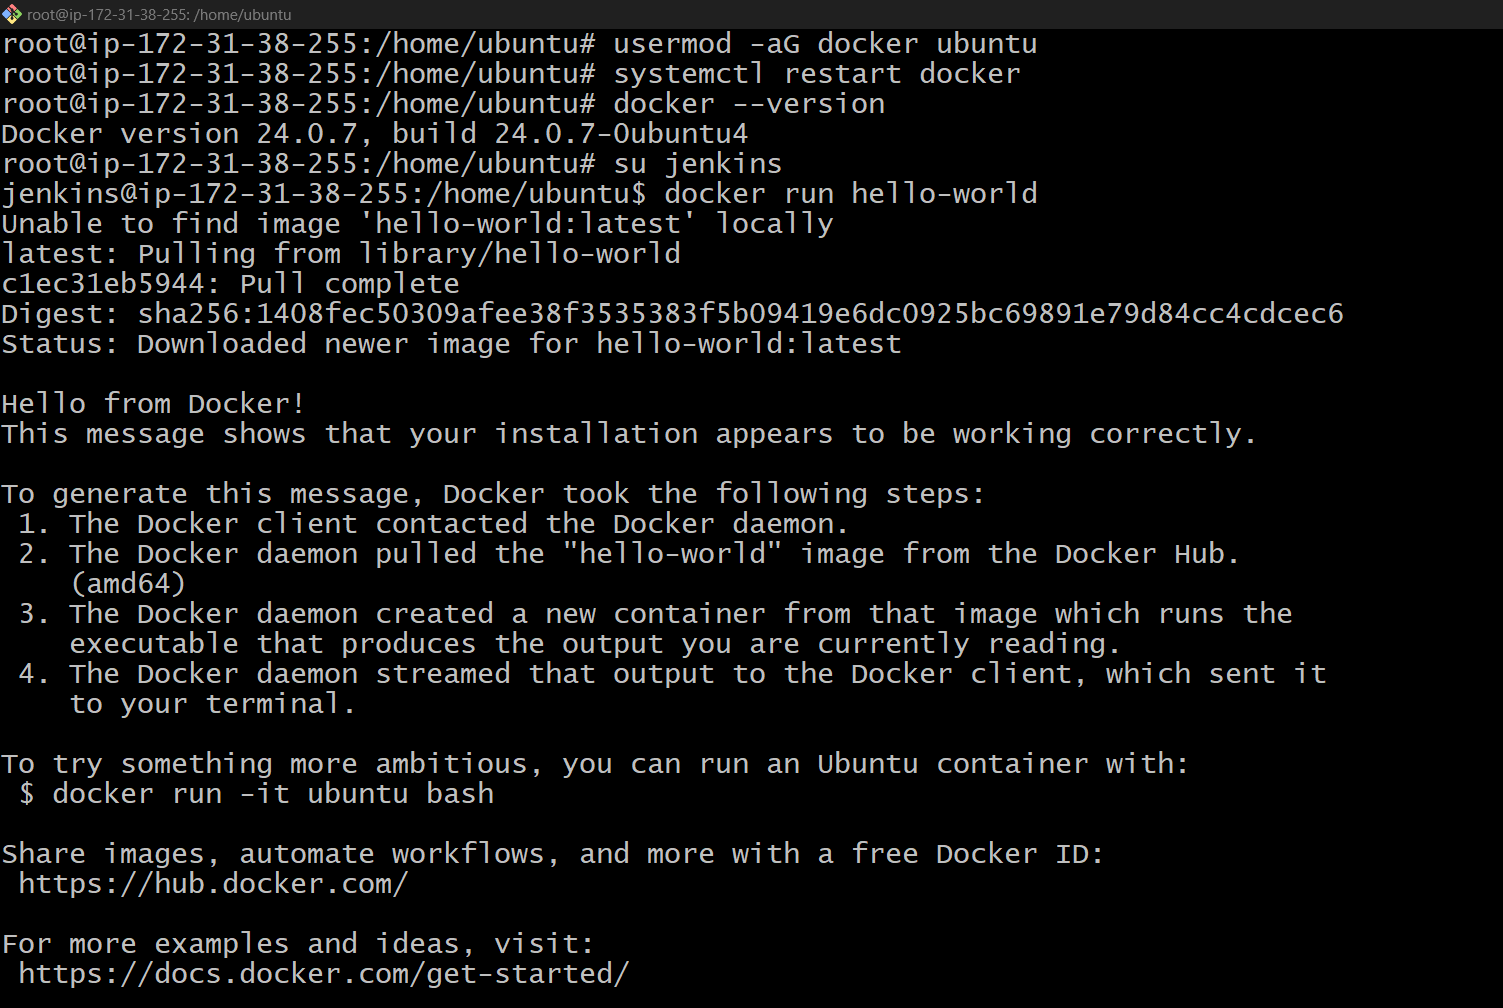 root@ip-172-31-38-255: /home/ubuntu
root@ip-172-31-38-255:/home/ubuntu# usermod -aG docker ubuntu
root@ip-172-31-38-255:/home/ubuntu# systemctl restart docker
root@ip-172-31-38-255:/home/ubuntu# docker --version
Docker version 24.0.7, build 24.0.7-0ubuntu4
root@ip-172-31-38-255:/home/ubuntu# su jenkins
jenkins@ip-172-31-38-255:/home/ubuntu$ docker run hello-world
Unable to find image 'hello-world:latest' locally
latest: Pulling from library/hello-world
c1ec31eb5944: Pull complete
Digest: sha256:1408fec50309afee38f3535383f5b09419e6dc0925bc69891e79d84cc4cdcec6
Status: Downloaded newer image for hello-world:latest

Hello from Docker!
This message shows that your installation appears to be working correctly.

To generate this message, Docker took the following steps:
 1. The Docker client contacted the Docker daemon.
 2. The Docker daemon pulled the "hello-world" image from the Docker Hub.
    (amd64)
 3. The Docker daemon created a new container from that image which runs the
    executable that produces the output you are currently reading.
 4. The Docker daemon streamed that output to the Docker client, which sent it
    to your terminal.

To try something more ambitious, you can run an Ubuntu container with:
 $ docker run -it ubuntu bash

Share images, automate workflows, and more with a free Docker ID:
 https://hub.docker.com/

For more examples and ideas, visit:
 https://docs.docker.com/get-started/